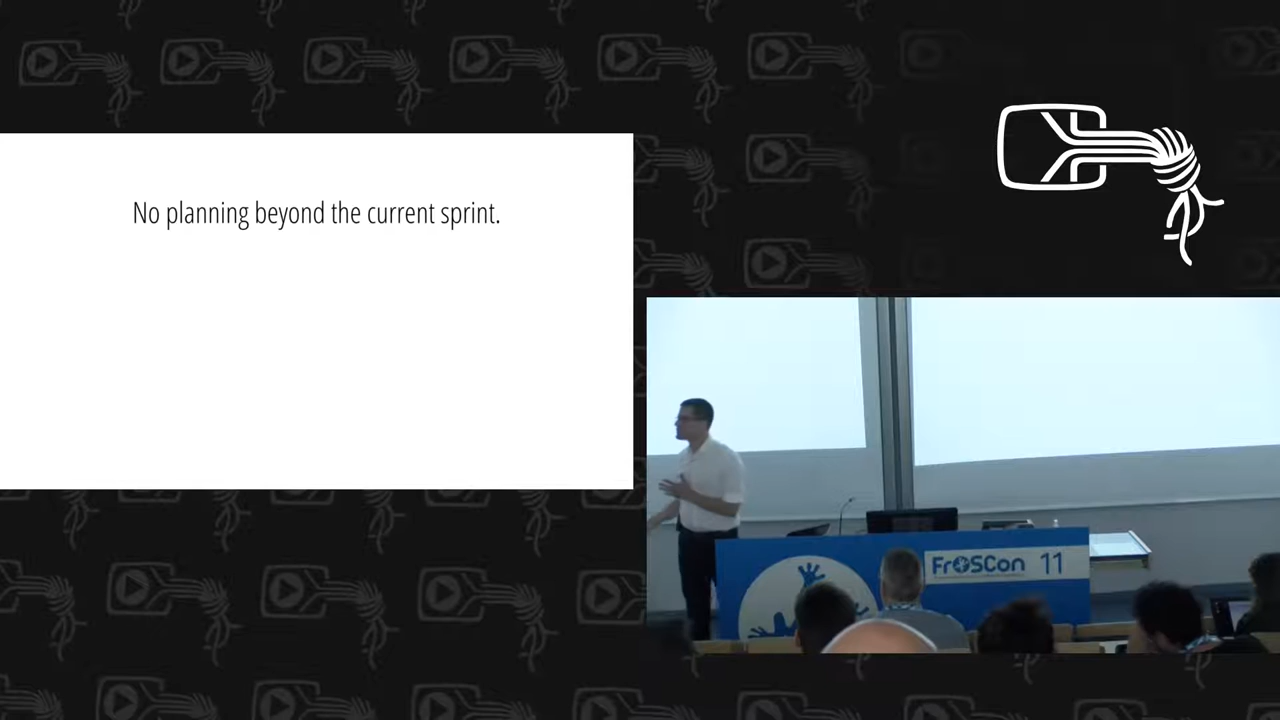 No planning beyond the current sprint.
FrOSCon 11